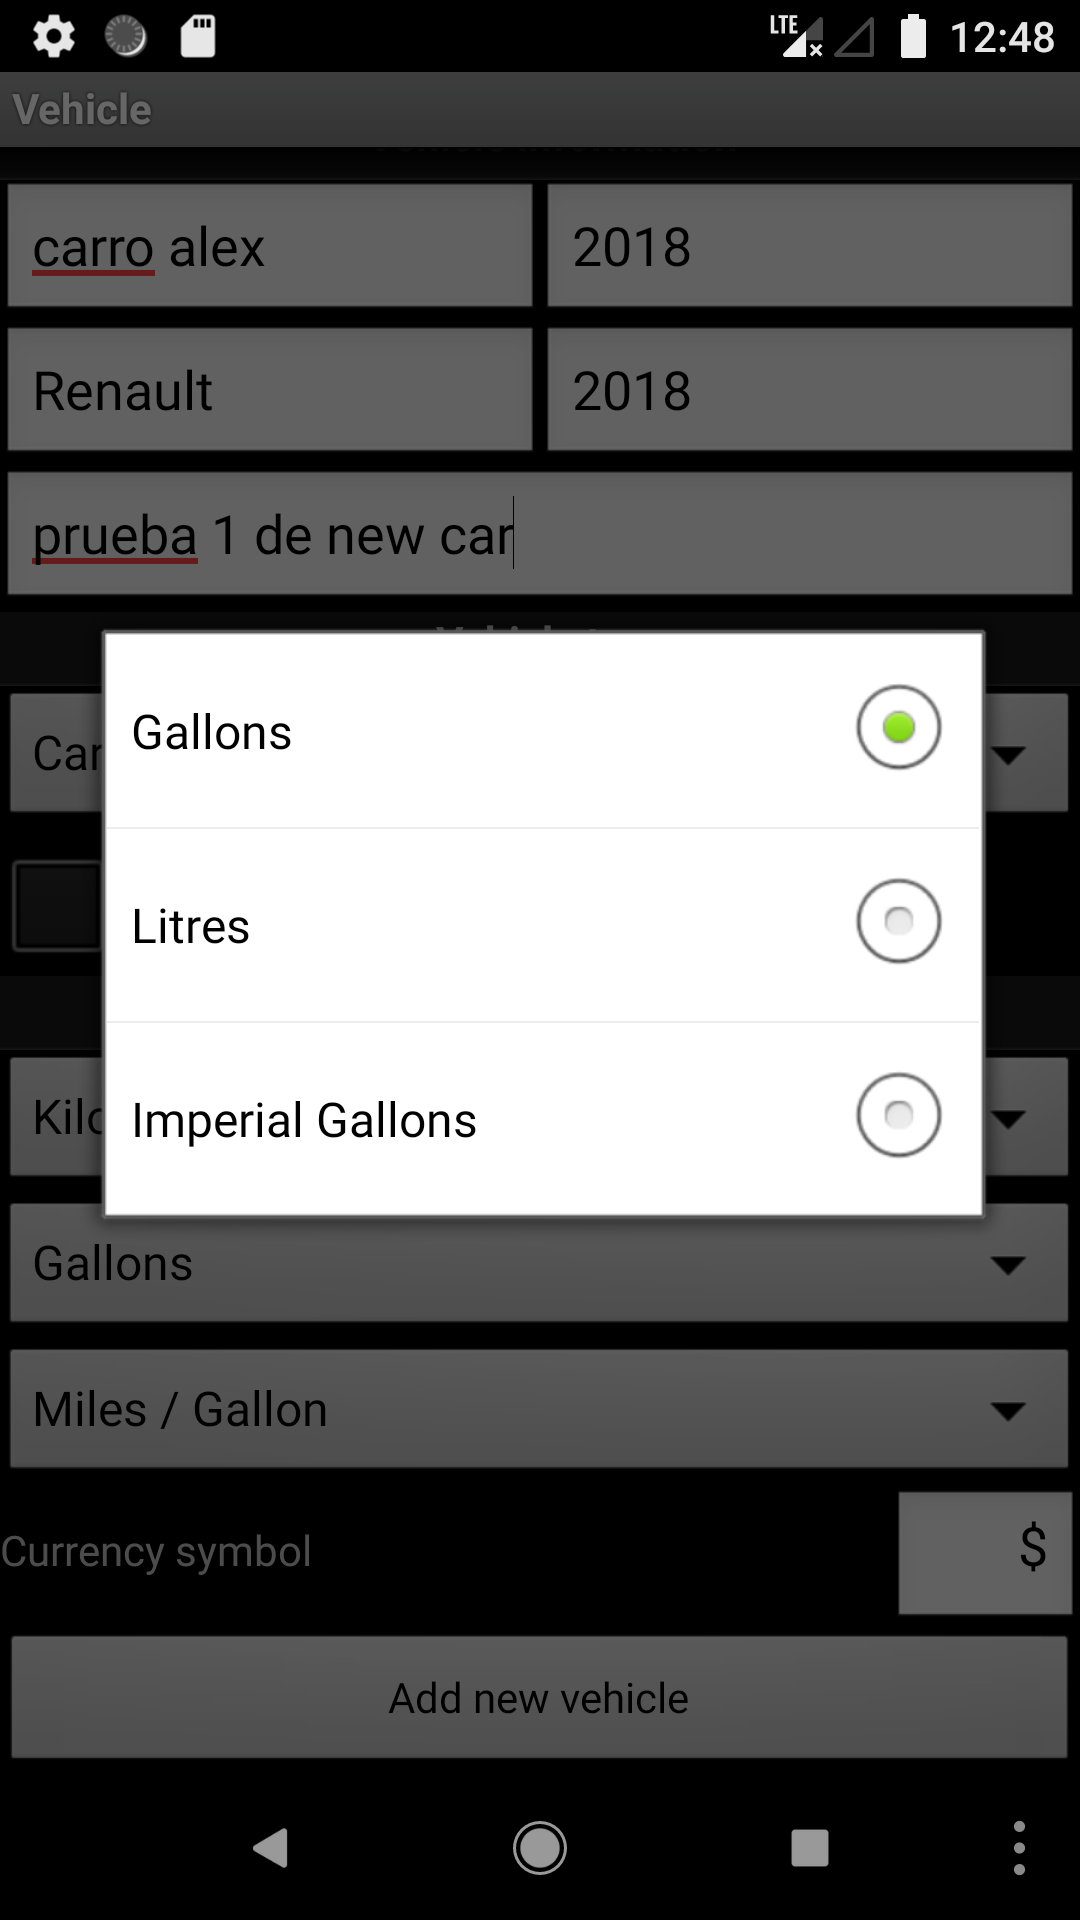 LTE 12:48
Vehicle
carro alex 2018
Renault 2018
prueba 1 de new car
Gallons
Car
Litres
Imperial Gallons
Gallons
Miles / Gallon
Currency symbol $
Add new vehicle